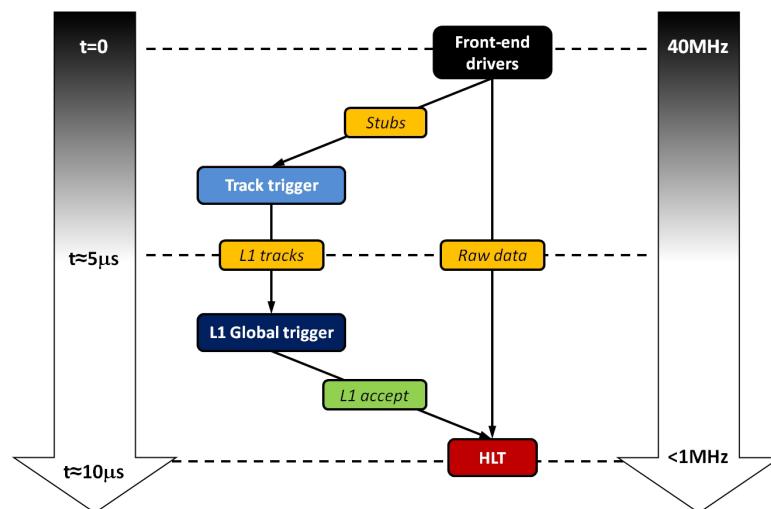 t=0
Front-end
drivers
40MHz
Stubs
Track trigger
t≈5μs
L1 tracks
Raw data
L1 Global trigger
L1 accept
t≈10μs
HLT
<1MHz